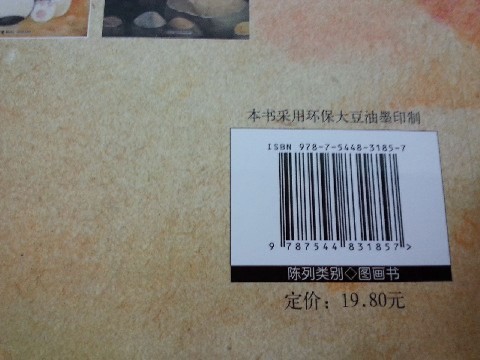 本书采用环保大豆油墨印制
ISBN 978-7-5448-3185-7
9 787544 831857>
陈列类别◇图画书
定价：19.80元